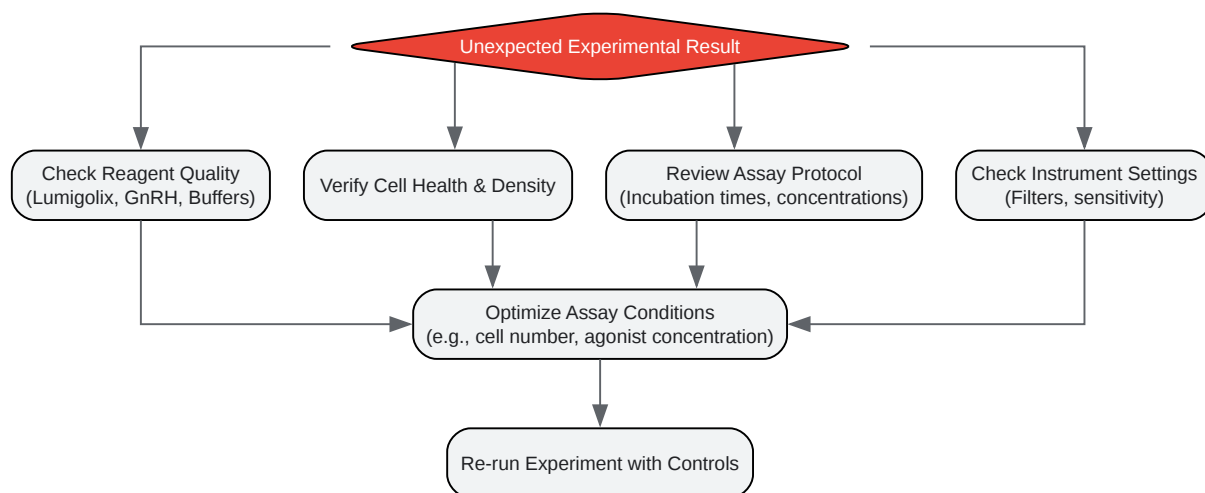 Unexpected Experimental Result
Check Reagent Quality
(Lumigolix, GnRH, Buffers)
Verify Cell Health & Density
Review Assay Protocol
(Incubation times, concentrations)
Check Instrument Settings
(Filters, sensitivity)
Optimize Assay Conditions
(e.g., cell number, agonist concentration)
Re-run Experiment with Controls